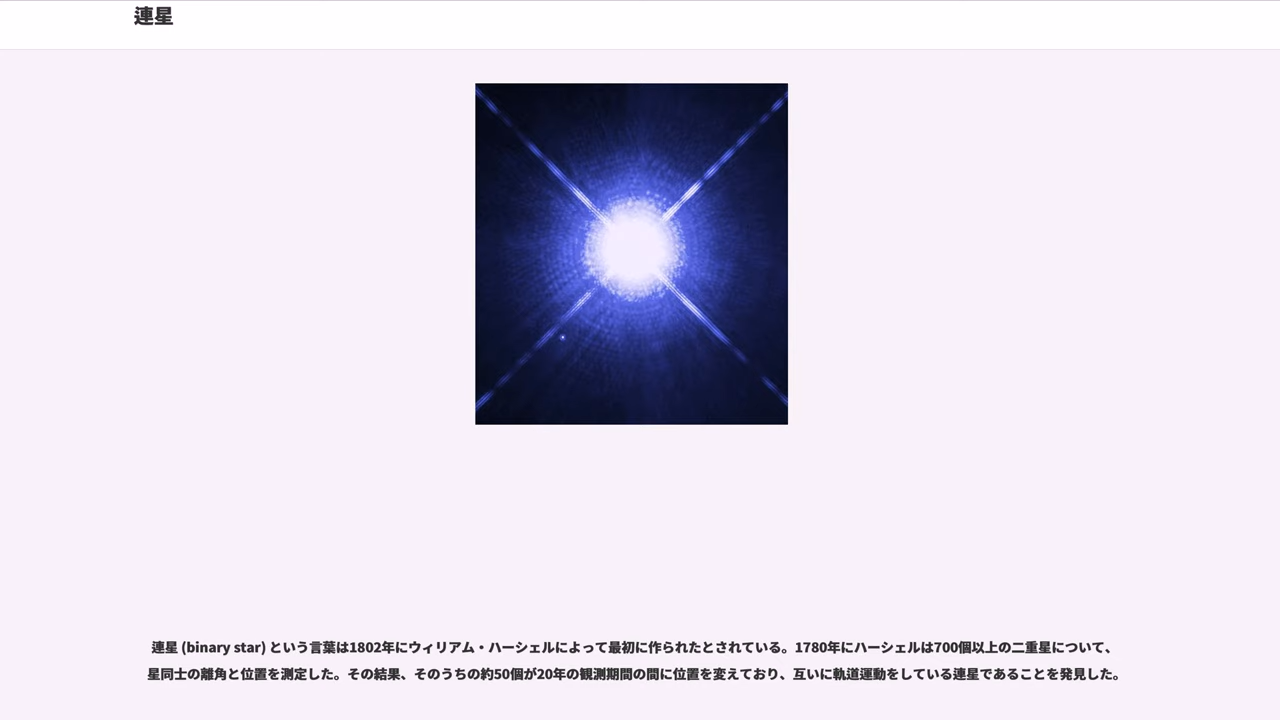 連星
連星 (binary star) という言葉は1802年にウィリアム・ハーシェルによって最初に作られたとされている。1780年にハーシェルは700個以上の二重星について、
星同士の離角と位置を測定した。その結果、そのうちの約50個が20年の観測期間の間に位置を変えており、互いに軌道運動をしている連星であることを発見した。